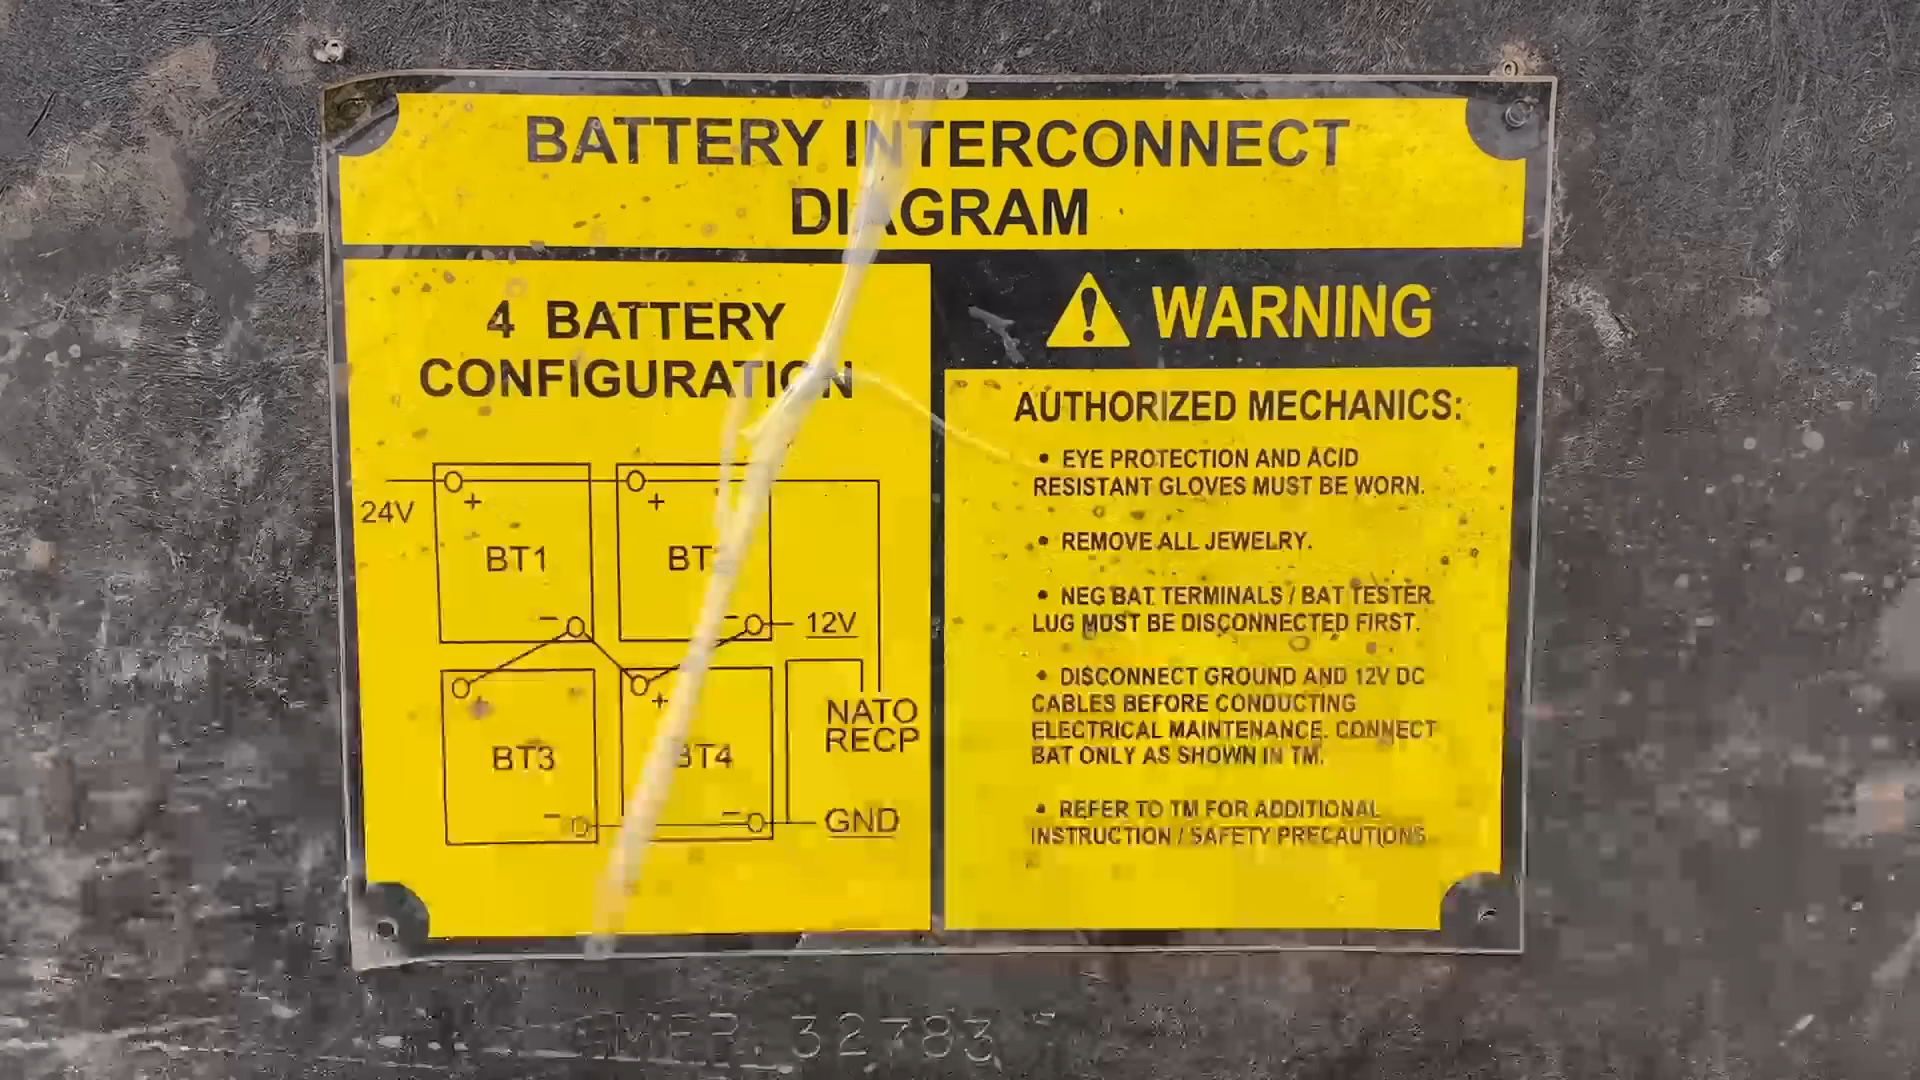 BATTERY INTERCONNECT
DIAGRAM
4 BATTERY
CONFIGURATION
24V
+
+
BT1
BT2
−
−
12V
+
+
NATO
RECP
BT3
BT4
−
−
GND
WARNING
AUTHORIZED MECHANICS:
• EYE PROTECTION AND ACID
RESISTANT GLOVES MUST BE WORN.
• REMOVE ALL JEWELRY.
• NEG BAT TERMINALS / BAT TESTER
LUG MUST BE DISCONNECTED FIRST.
• DISCONNECT GROUND AND 12V DC
CABLES BEFORE CONDUCTING
ELECTRICAL MAINTENANCE. CONNECT
BAT ONLY AS SHOWN IN TM.
• REFER TO TM FOR ADDITIONAL
INSTRUCTION / SAFETY PRECAUTIONS
MFR. 32783